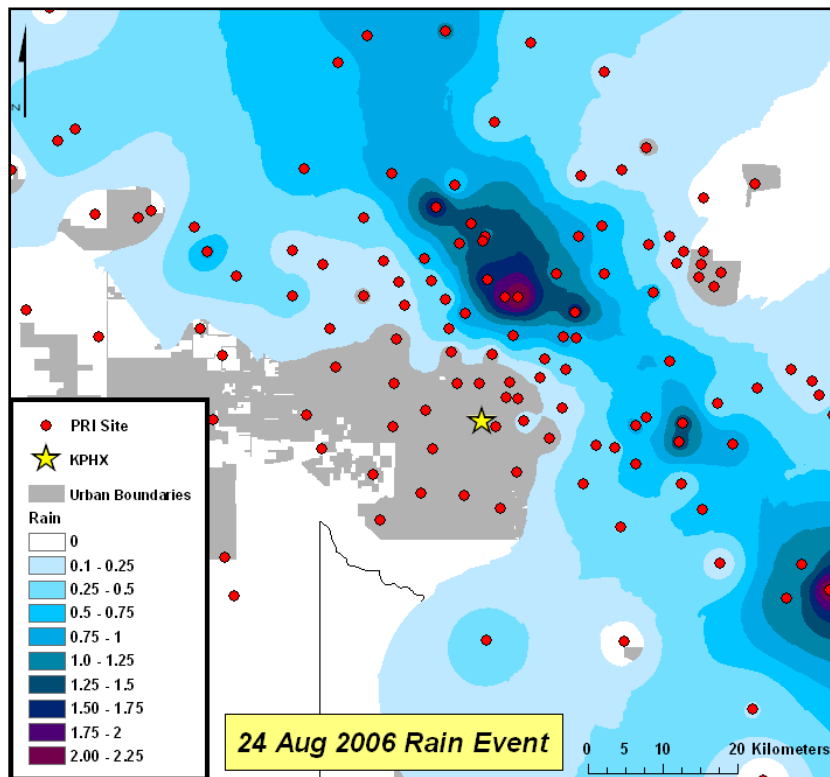 Z
PRI Site
KPHX
Urban Boundaries
Rain
0
0.1 - 0.25
0.25 - 0.5
0.5 - 0.75
0.75 - 1
1.0 - 1.25
1.25 - 1.5
1.50 - 1.75
1.75 - 2
2.00 - 2.25
24 Aug 2006 Rain Event
0 5 10 20 Kilometers